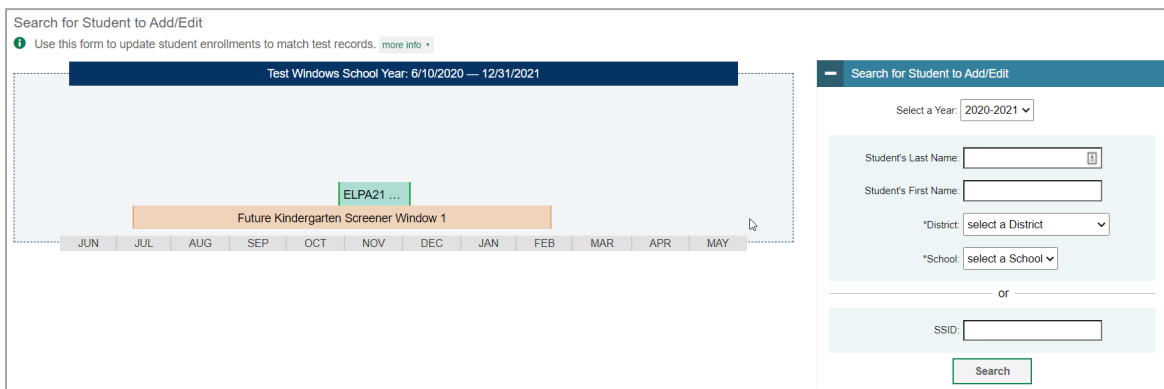 Search for Student to Add/Edit
Use this form to update student enrollments to match test records. more info
Test Windows School Year: 6/10/2020 — 12/31/2021
ELPA21 ...
Future Kindergarten Screener Window 1
JUN JUL AUG SEP OCT NOV DEC JAN FEB MAR APR MAY
Search for Student to Add/Edit
Select a Year: 2020-2021
Student's Last Name:
Student's First Name:
*District: select a District
*School: select a School
or
SSID:
Search